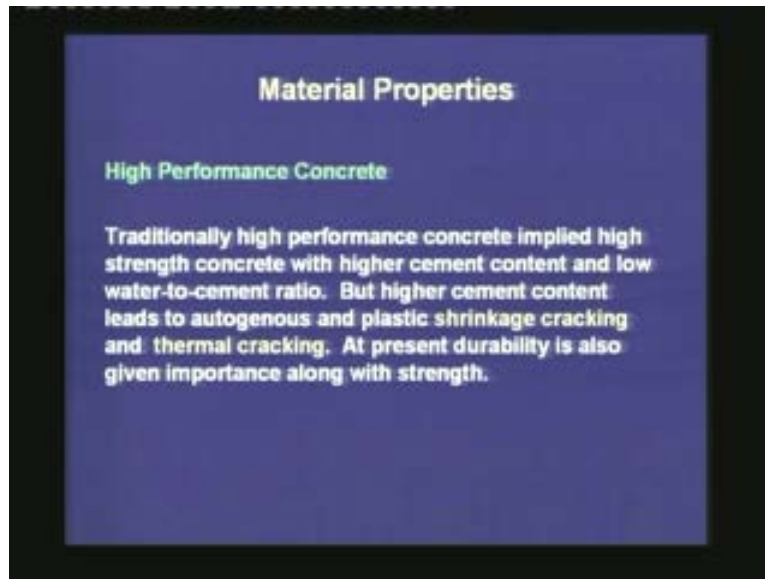 Material Properties
High Performance Concrete
Traditionally high performance concrete implied high
strength concrete with higher cement content and low
water-to-cement ratio. But higher cement content
leads to autogenous and plastic shrinkage cracking
and thermal cracking. At present durability is also
given importance along with strength.